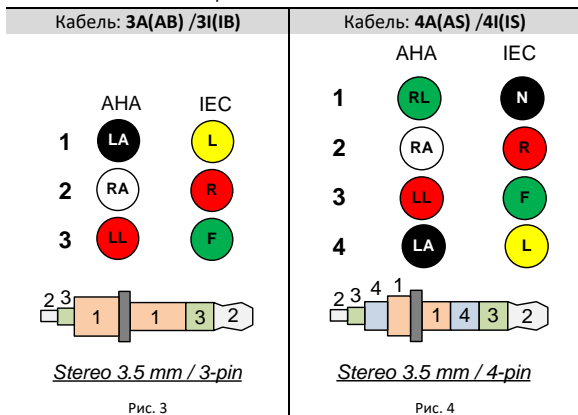 Кабель: 3A(AB) /3I(IB)
AHA IEC
1 LA L
2 RA R
3 LL F
2 3 1 1 3 2
Stereo 3.5 mm / 3-pin
Рис. 3
Кабель: 4A(AS) /4I(IS)
AHA IEC
1 RL N
2 RA R
3 LL F
4 LA L
2 3 4 1 1 4 3 2
Stereo 3.5 mm / 4-pin
Рис. 4